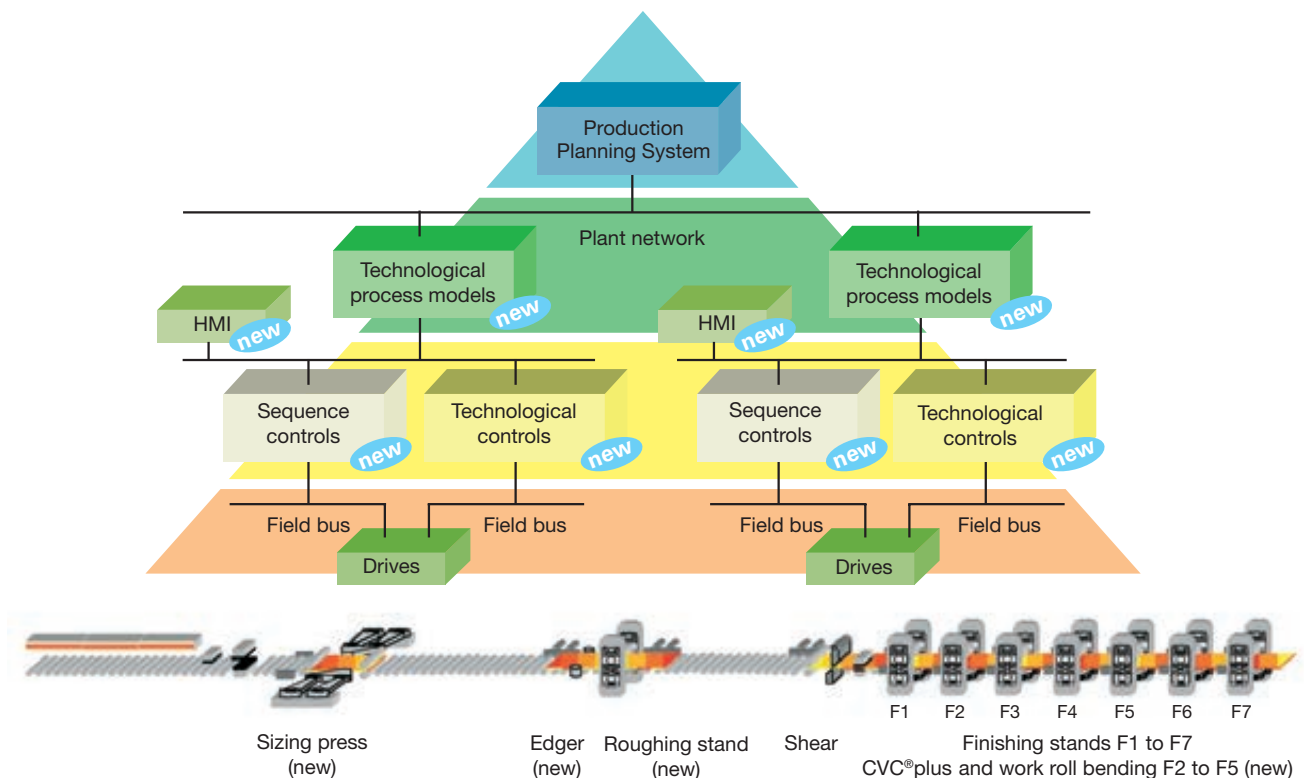 Production
Planning System
Plant network
Technological
process models
new
Technological
process models
new
HMI
new
HMI
new
Sequence
controls
new
Technological
controls
new
Sequence
controls
new
Technological
controls
new
Field bus
Field bus
Field bus
Field bus
Drives
Drives
F1 F2 F3 F4 F5 F6 F7
Sizing press
(new)
Edger
(new)
Roughing stand
(new)
Shear
Finishing stands F1 to F7
CVC®plus and work roll bending F2 to F5 (new)